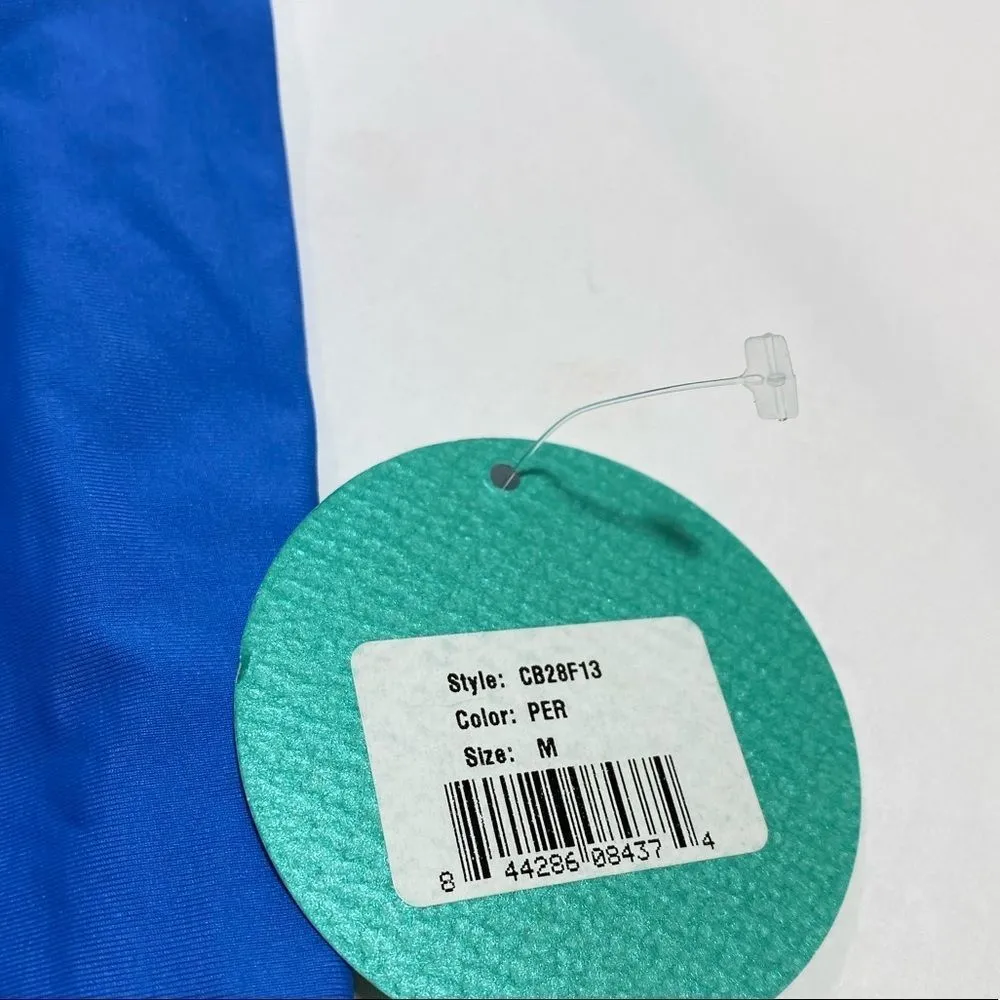 Style: CB28F13
Color: PER
Size: M
8 44286 08437 4